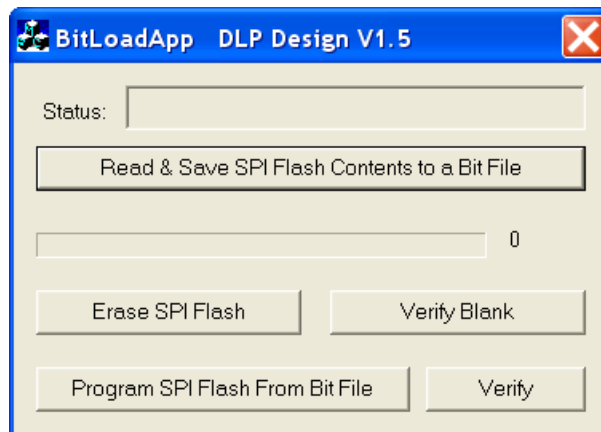 BitLoadApp DLP Design V1.5
Status:
Read & Save SPI Flash Contents to a Bit File
0
Erase SPI Flash Verify Blank
Program SPI Flash From Bit File Verify